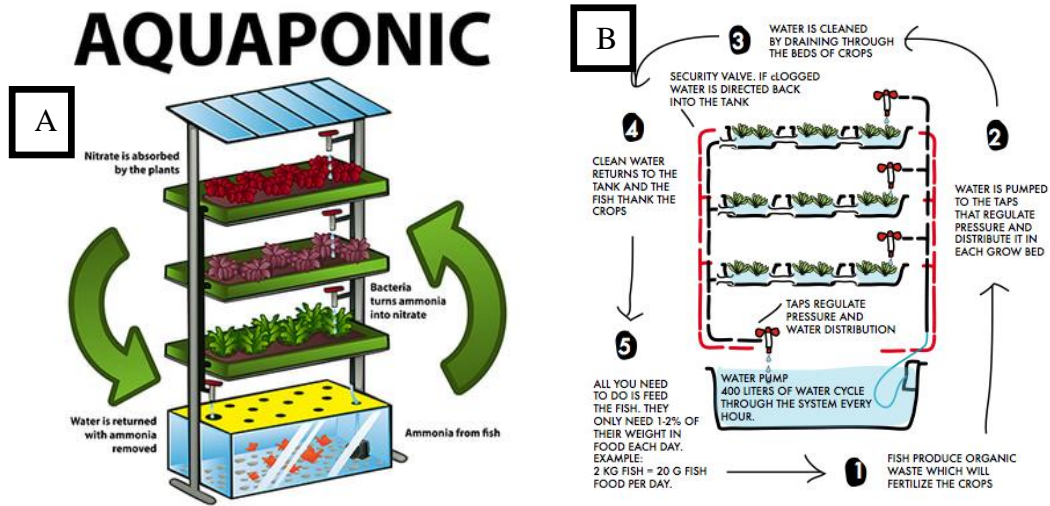 AQUAPONIC
A
Nitrate is absorbed
by the plants
Bacteria
turns ammonia
into nitrate
Water is returned
with ammonia
removed
Ammonia from fish
B
3
WATER IS CLEANED
BY DRAINING THROUGH
THE BEDS OF CROPS
SECURITY VALVE. IF cLOGGED
WATER IS DIRECTED BACK
INTO THE TANK
4
CLEAN WATER
RETURNS TO THE
TANK AND THE
FISH THANK THE
CROPS
2
WATER IS PUMPED
TO THE TAPS
THAT REGULATE
PRESSURE AND
DISTRIBUTE IT IN
EACH GROW BED
TAPS REGULATE
PRESSURE AND
WATER DISTRIBUTION
5
ALL YOU NEED
TO DO IS FEED
THE FISH. THEY
ONLY NEED 1-2% OF
THEIR WEIGHT IN
FOOD EACH DAY.
EXAMPLE:
2 KG FISH = 20 G FISH
FOOD PER DAY.
WATER PUMP
400 LITERS OF WATER CYCLE
THROUGH THE SYSTEM EVERY
HOUR.
1
FISH PRODUCE ORGANIC
WASTE WHICH WILL
FERTILIZE THE CROPS